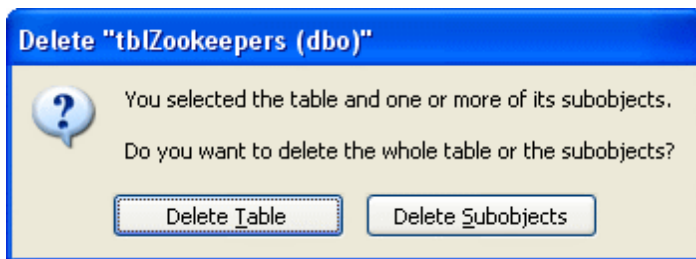 Delete "tblZookeepers (dbo)"
You selected the table and one or more of its subobjects.
Do you want to delete the whole table or the subobjects?
Delete Table
Delete Subobjects